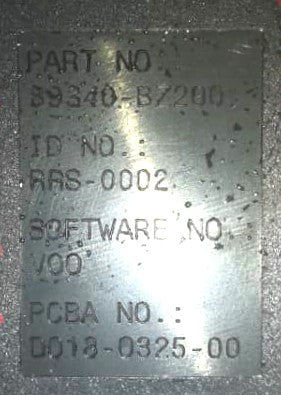 PART NO.
89340-BZ200
ID NO.:
RRS-0002
SOFTWARE NO.
V00
PCBA NO.:
D018-0325-00